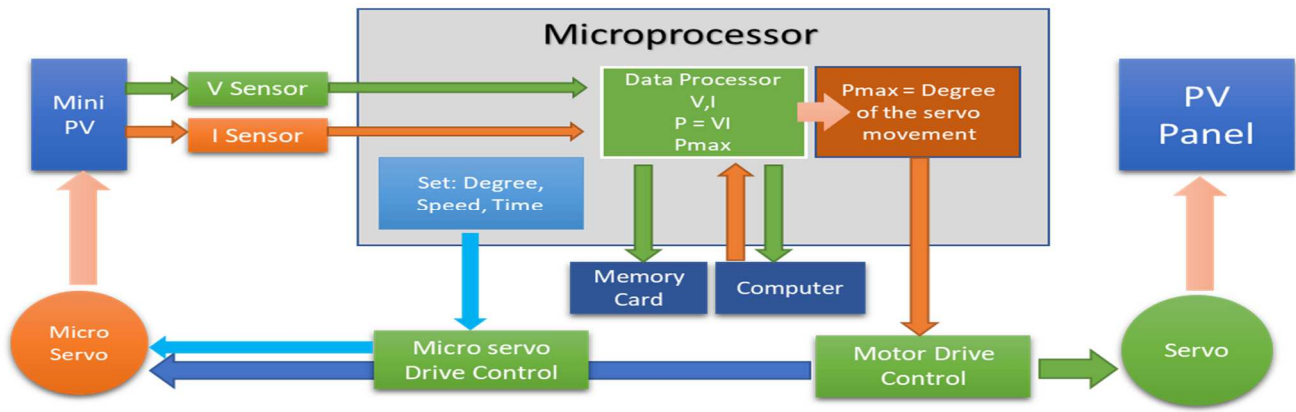 Microprocessor
Mini
PV
V Sensor
I Sensor
Data Processor
V,I
P = VI
Pmax
Pmax = Degree
of the servo
movement
PV
Panel
Set: Degree,
Speed, Time
Memory
Card
Computer
Micro
Servo
Micro servo
Drive Control
Motor Drive
Control
Servo